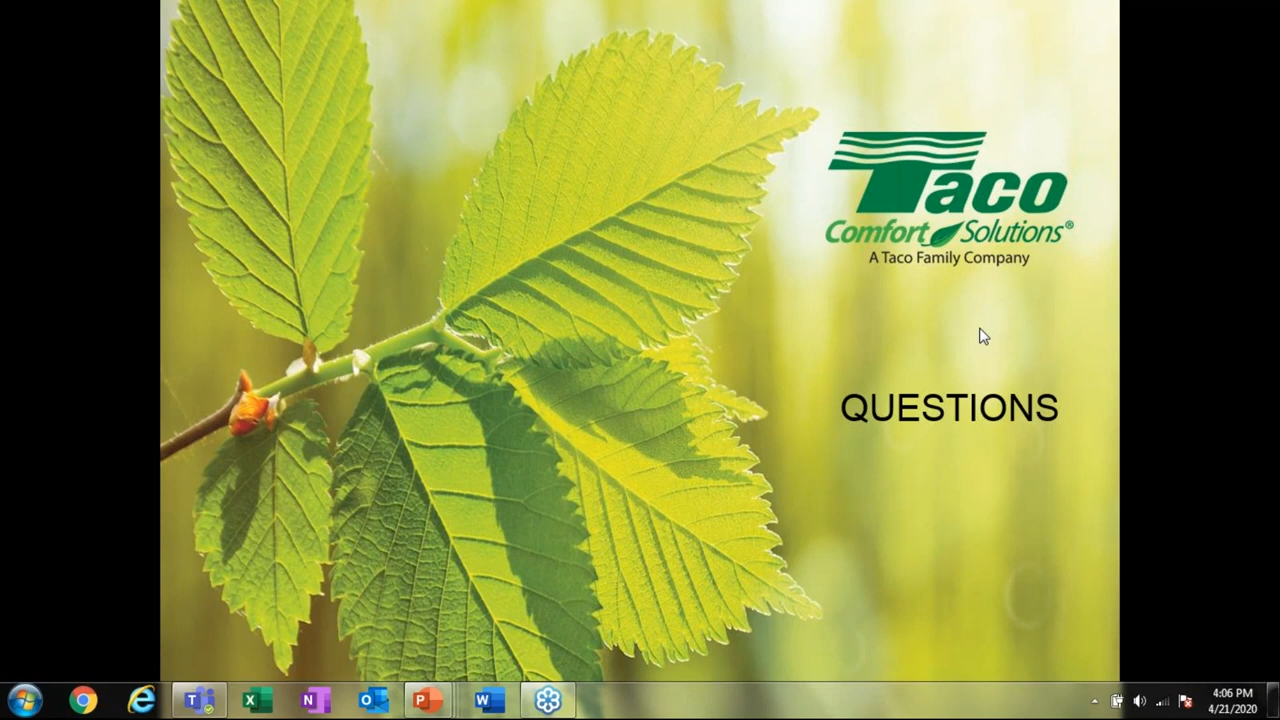 Taco
Comfort Solutions®
A Taco Family Company
QUESTIONS
4:06 PM
4/21/2020